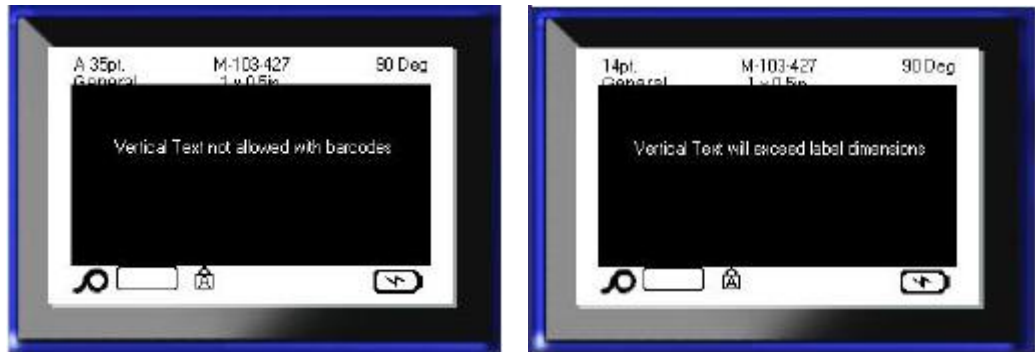 A 35pt. M-103-427 90 Deg
General 1 x 0.5in
Vertical Text not allowed with barcodes
A
14pt. M-103-427 90 Deg
General 1 x 0.5in
Vertical Text will exceed label dimensions
A